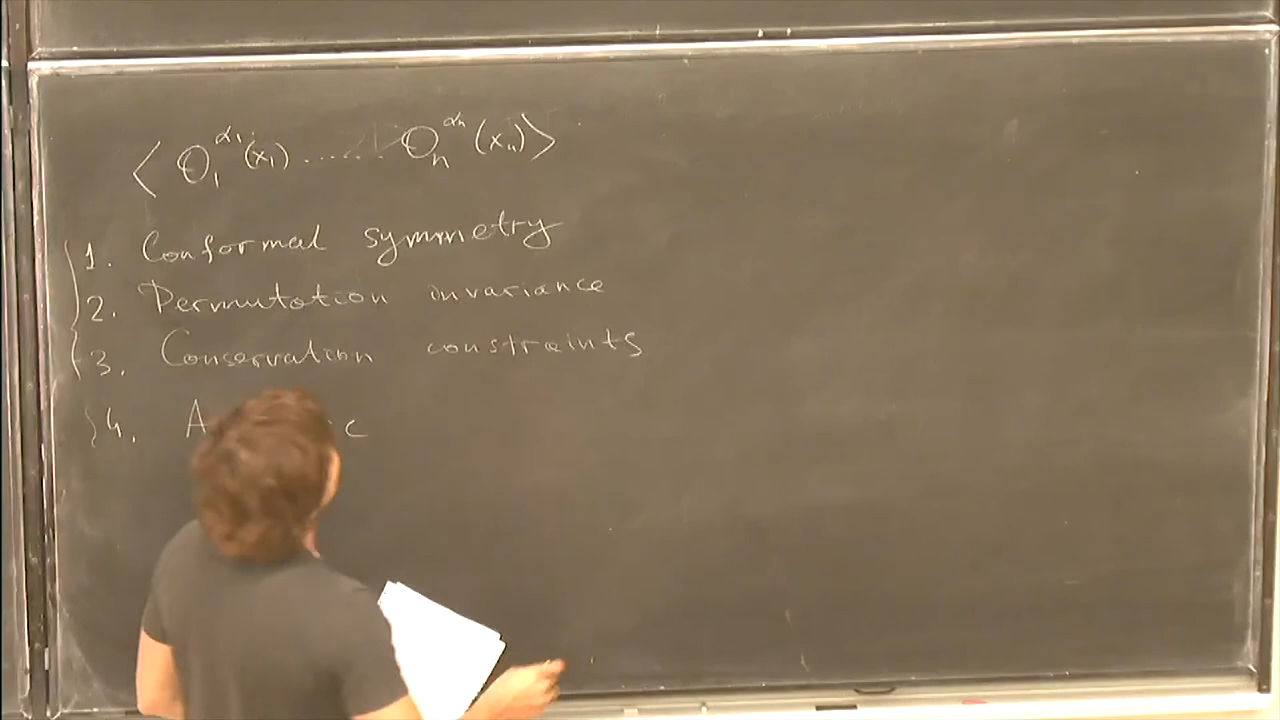 ⟨ O₁^{α₁}(x₁) ....... Oₙ^{αₙ}(xₙ) ⟩
1. Conformal symmetry
2. Permutation invariance
3. Conservation constraints
4.